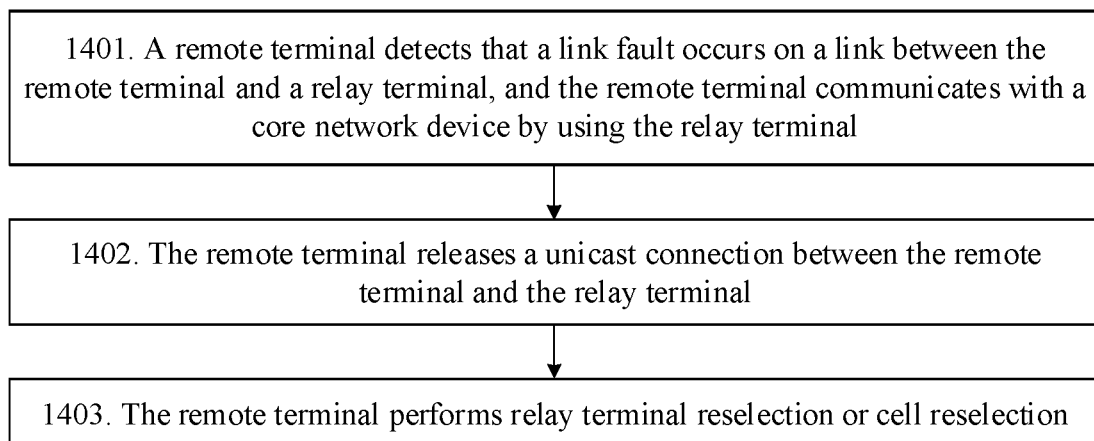 1401. A remote terminal detects that a link fault occurs on a link between the
remote terminal and a relay terminal, and the remote terminal communicates with a
core network device by using the relay terminal
1402. The remote terminal releases a unicast connection between the remote
terminal and the relay terminal
1403. The remote terminal performs relay terminal reselection or cell reselection